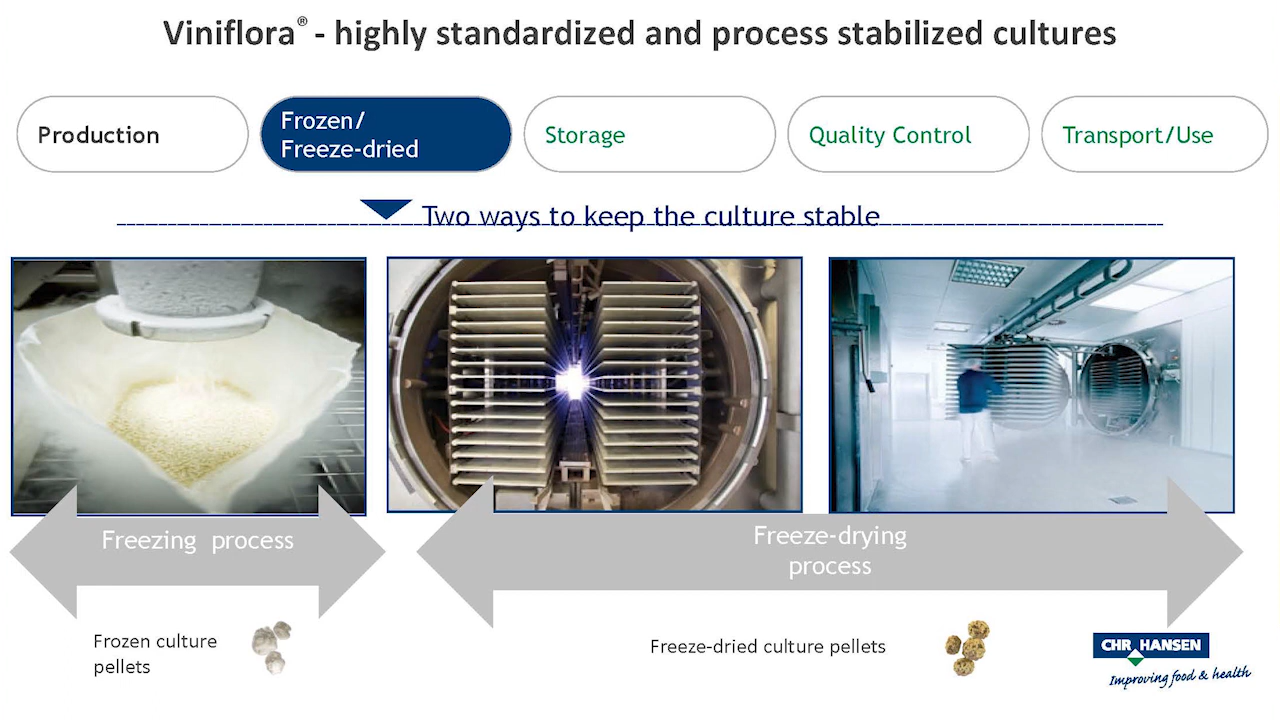 Viniflora® - highly standardized and process stabilized cultures
Production
Frozen/
Freeze-dried
Storage
Quality Control
Transport/Use
Two ways to keep the culture stable
Freezing process
Freeze-drying
process
Frozen culture
pellets
Freeze-dried culture pellets
CHR HANSEN
Improving food & health